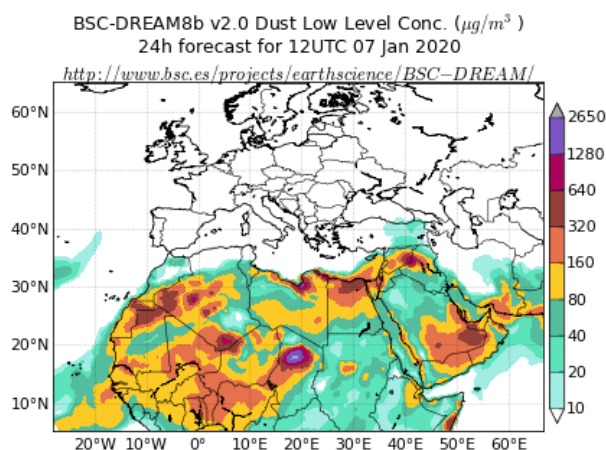 BSC-DREAM8b v2.0 Dust Low Level Conc. (μg/m³ )
24h forecast for 12UTC 07 Jan 2020
http://www.bsc.es/projects/earthscience/BSC−DREAM/
60°N
50°N
40°N
30°N
20°N
10°N
20°W 10°W 0° 10°E 20°E 30°E 40°E 50°E 60°E
2650
1280
640
320
160
80
40
20
10